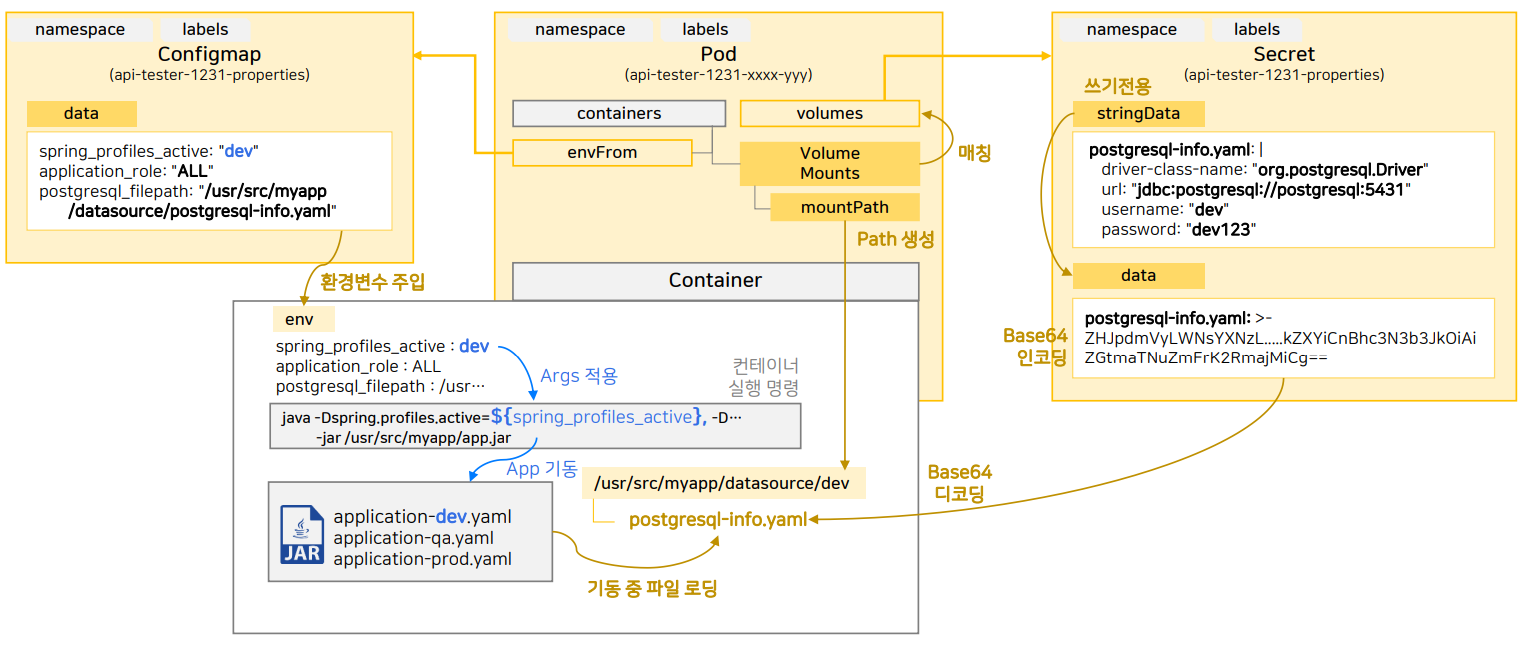 namespace
labels
Configmap
(api-tester-1231-properties)
data
spring_profiles_active: "dev"
application_role: "ALL"
postgresql_filepath: "/usr/src/myapp
/datasource/postgresql-info.yaml"
환경변수 주입
namespace
labels
Pod
(api-tester-1231-xxxx-yyy)
containers
volumes
envFrom
Volume
Mounts
매칭
mountPath
Path 생성
Container
namespace
labels
Secret
(api-tester-1231-properties)
쓰기전용
stringData
postgresql-info.yaml: |
driver-class-name: "org.postgresql.Driver"
url: "jdbc:postgresql://postgresql:5431"
username: "dev"
password: "dev123"
data
Base64
인코딩
postgresql-info.yaml: >-
ZHJpdmVyLWNsYXNzL.....kZXYiCnBhc3N3b3JkOiAi
ZGtmaTNuZmFrK2RmajMiCg==
env
spring_profiles_active : dev
application_role : ALL
postgresql_filepath : /usr···
Args 적용
컨테이너
실행 명령
java -Dspring.profiles.active=${spring_profiles_active}, -D···
-jar /usr/src/myapp/app.jar
App 기동
JAR
application-dev.yaml
application-qa.yaml
application-prod.yaml
/usr/src/myapp/datasource/dev
postgresql-info.yaml
Base64
디코딩
기동 중 파일 로딩